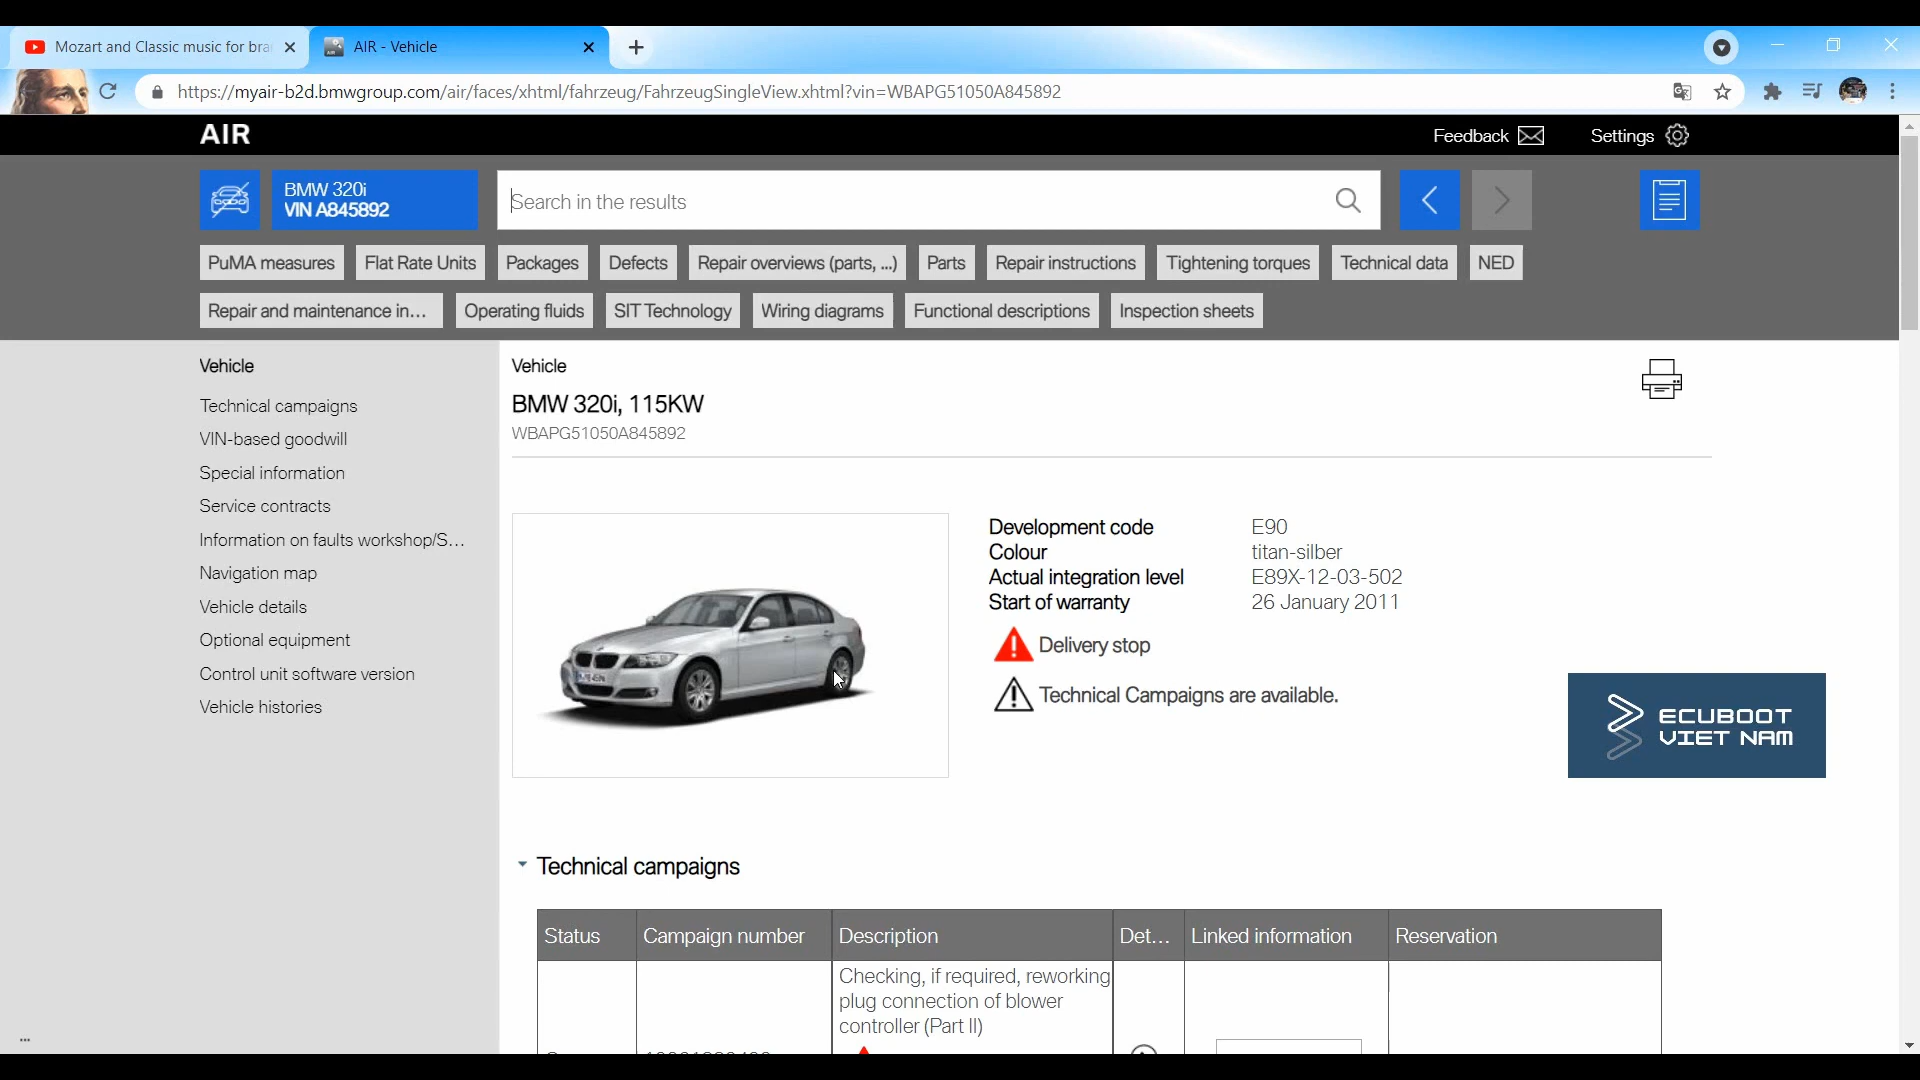 Mozart and Classic music for bra
AIR - Vehicle
https://myair-b2d.bmwgroup.com/air/faces/xhtml/fahrzeug/FahrzeugSingleView.xhtml?vin=WBAPG51050A845892
AIR
Feedback
Settings
BMW 320i
VIN A845892
Search in the results
PuMA measures
Flat Rate Units
Packages
Defects
Repair overviews (parts, ...)
Parts
Repair instructions
Tightening torques
Technical data
NED
Repair and maintenance in...
Operating fluids
SIT Technology
Wiring diagrams
Functional descriptions
Inspection sheets
Vehicle
Technical campaigns
VIN-based goodwill
Special information
Service contracts
Information on faults workshop/S...
Navigation map
Vehicle details
Optional equipment
Control unit software version
Vehicle histories
Vehicle
BMW 320i, 115KW
WBAPG51050A845892
Development code E90
Colour titan-silber
Actual integration level E89X-12-03-502
Start of warranty 26 January 2011
Delivery stop
Technical Campaigns are available.
ECUBOOT
VIET NAM
Technical campaigns
Status
Campaign number
Description
Det...
Linked information
Reservation
Checking, if required, reworking
plug connection of blower
controller (Part II)
...